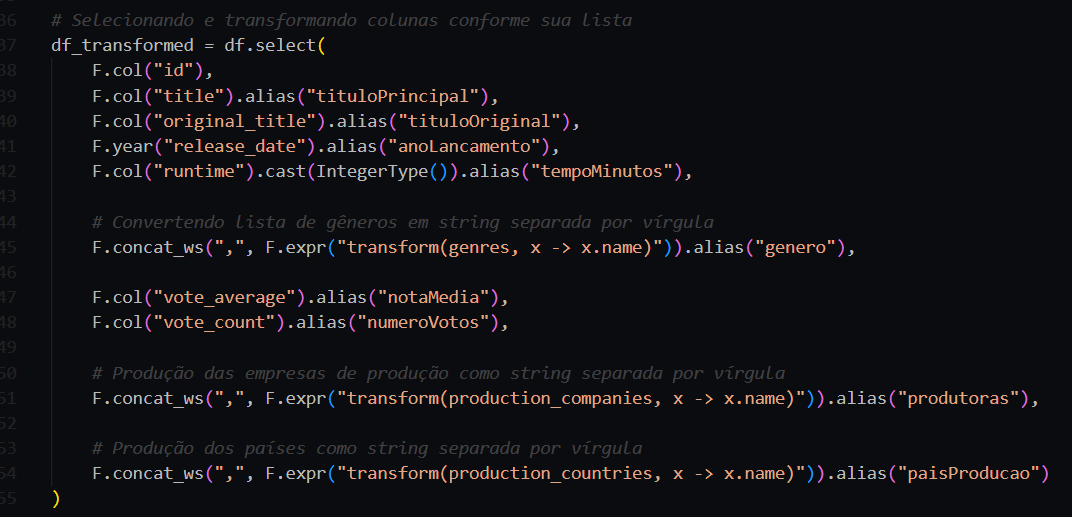 36 # Selecionando e transformando colunas conforme sua lista
37 df_transformed = df.select(
38     F.col("id"),
39     F.col("title").alias("tituloPrincipal"),
40     F.col("original_title").alias("tituloOriginal"),
41     F.year("release_date").alias("anoLancamento"),
42     F.col("runtime").cast(IntegerType()).alias("tempoMinutos"),
43
44     # Convertendo lista de gêneros em string separada por vírgula
45     F.concat_ws(",", F.expr("transform(genres, x -> x.name)")).alias("genero"),
46
47     F.col("vote_average").alias("notaMedia"),
48     F.col("vote_count").alias("numeroVotos"),
49
50     # Produção das empresas de produção como string separada por vírgula
51     F.concat_ws(",", F.expr("transform(production_companies, x -> x.name)")).alias("produtoras"),
52
53     # Produção dos países como string separada por vírgula
54     F.concat_ws(",", F.expr("transform(production_countries, x -> x.name)")).alias("paisProducao")
55 )